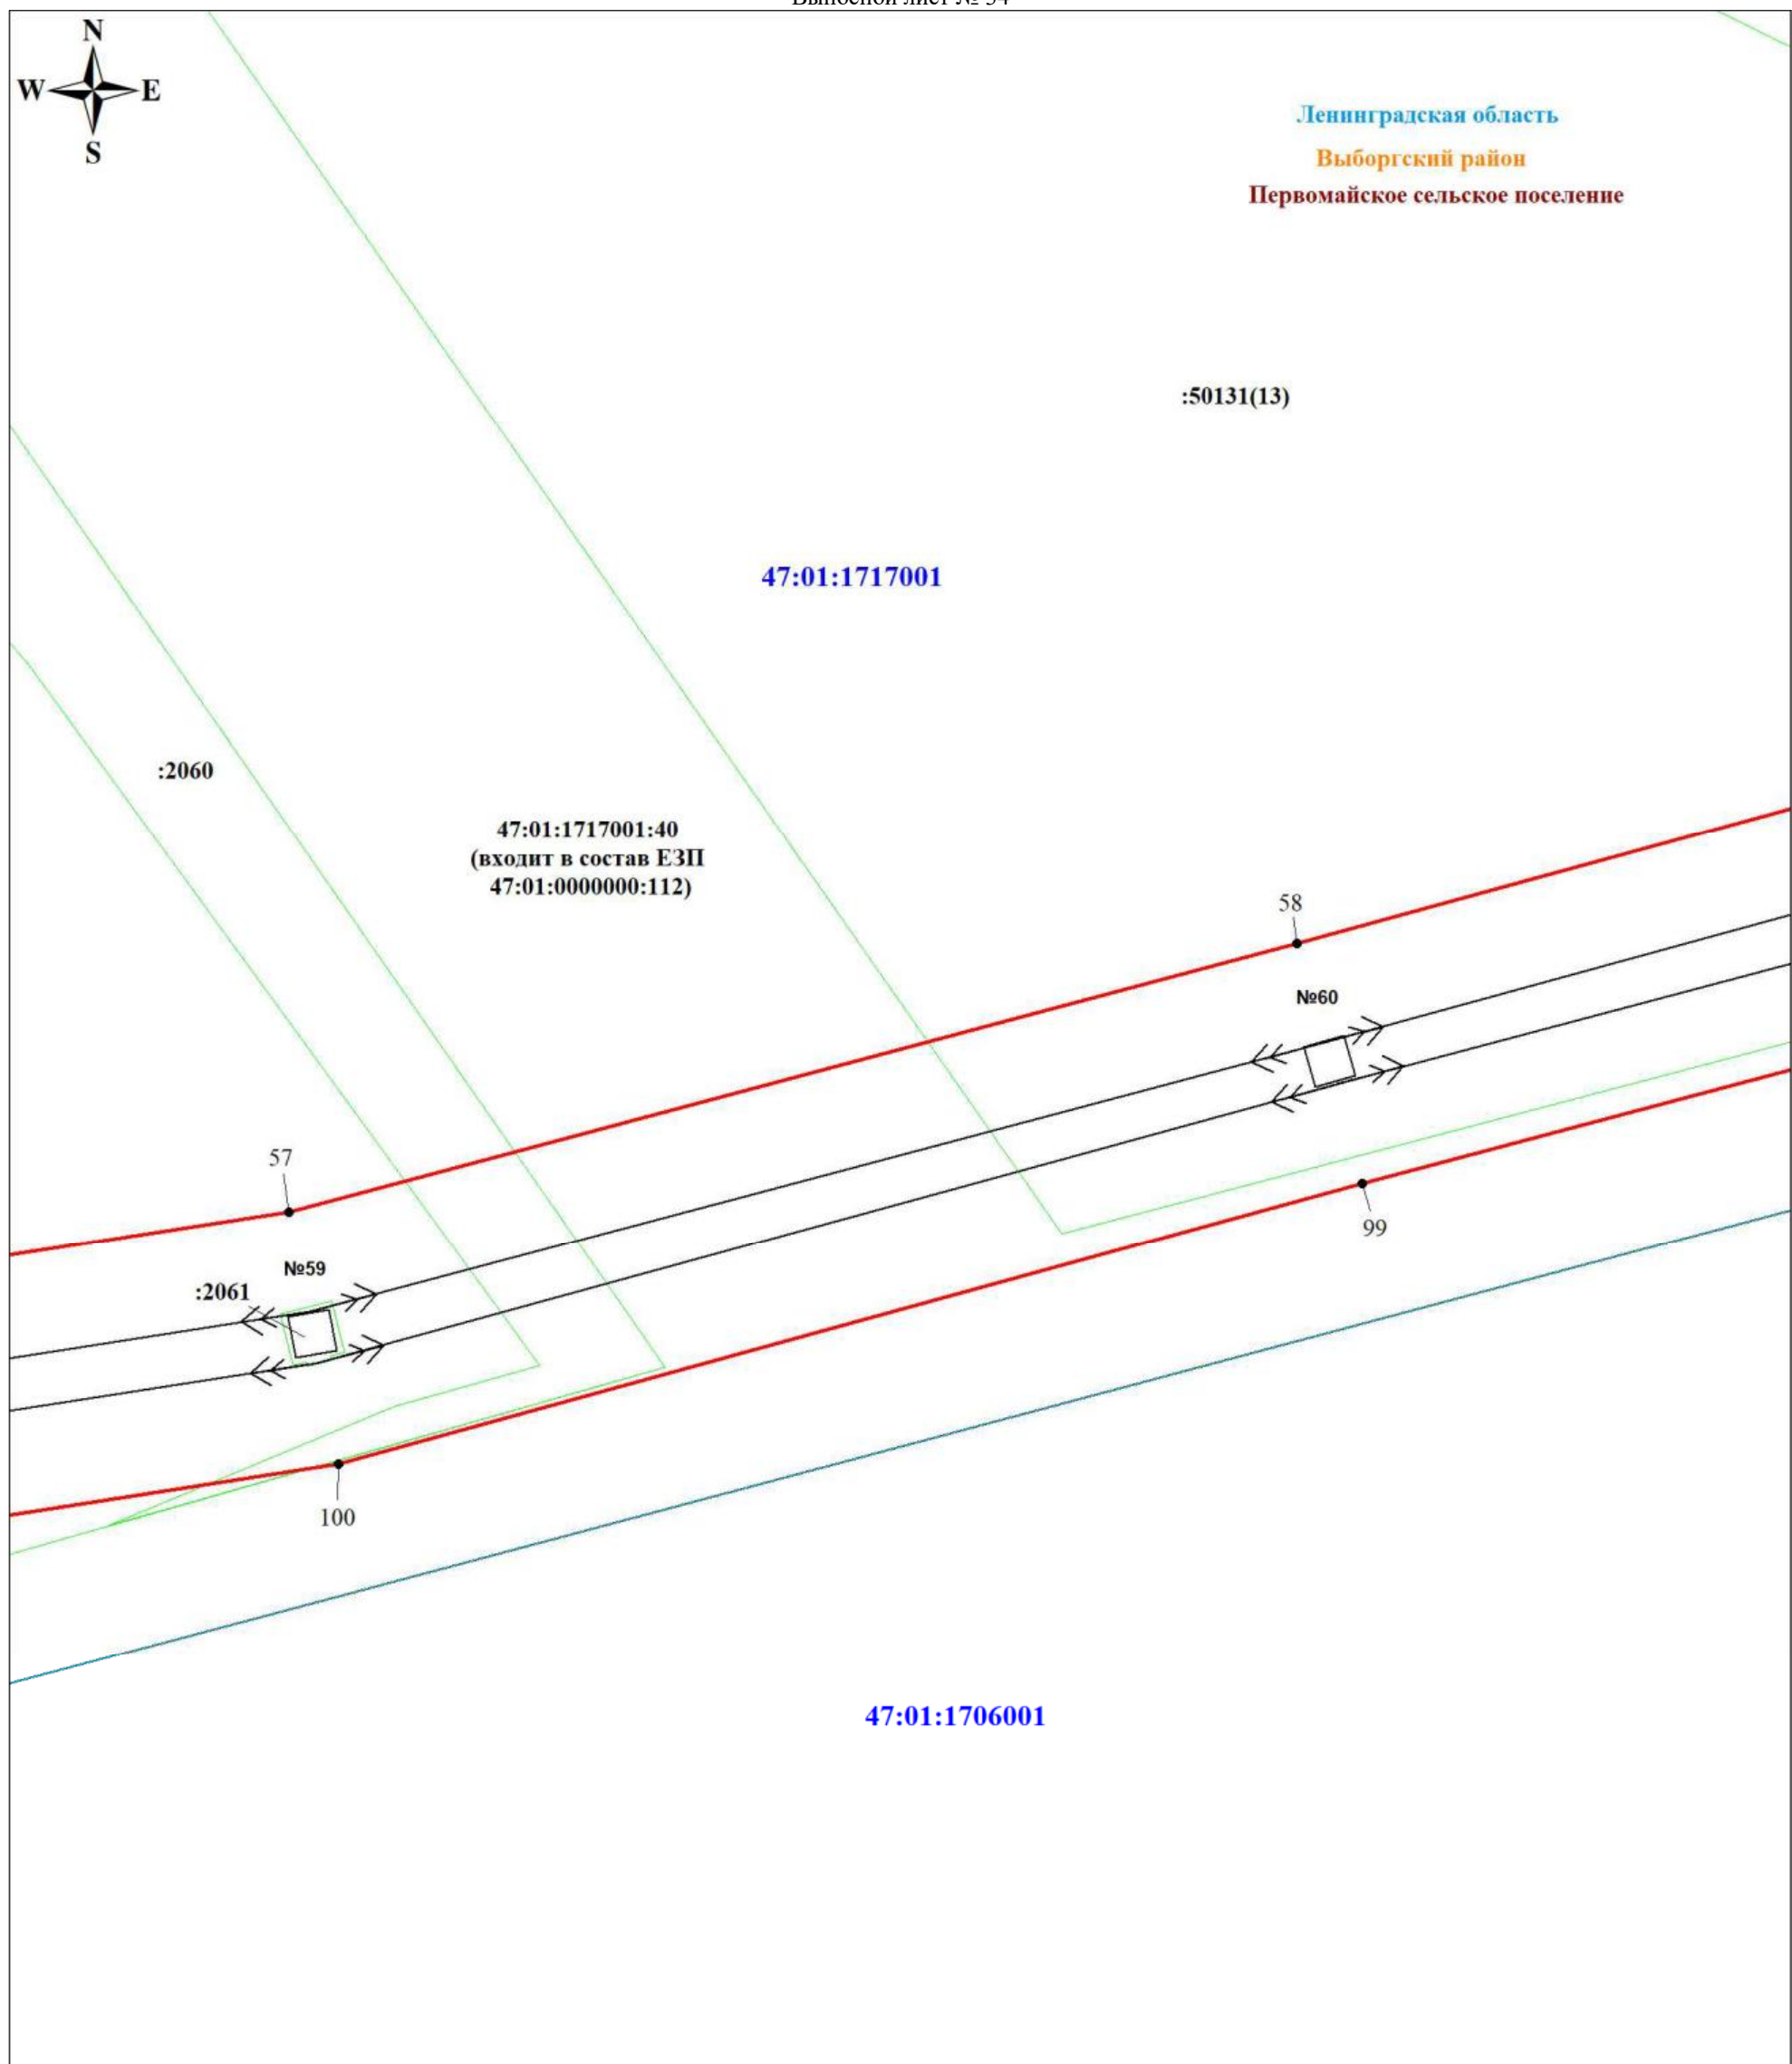 N
W E
S
Ленинградская область
Выборгский район
Первомайское сельское поселение
:50131(13)
47:01:1717001
:2060
47:01:1717001:40
(входит в состав ЕЗП
47:01:0000000:112)
58
№60
57
99
№59
:2061
100
47:01:1706001